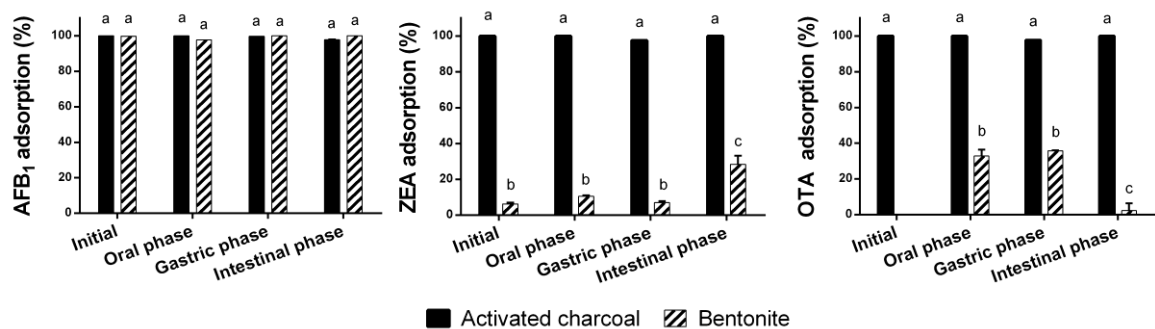 AFB1 adsorption (%)
100
80
60
40
20
0
a a a a a a a a
Initial
Oral phase
Gastric phase
Intestinal phase
ZEA adsorption (%)
100
80
60
40
20
0
a b a b a b a c
Initial
Oral phase
Gastric phase
Intestinal phase
OTA adsorption (%)
100
80
60
40
20
0
a a b a b a c
Initial
Oral phase
Gastric phase
Intestinal phase
Activated charcoal Bentonite